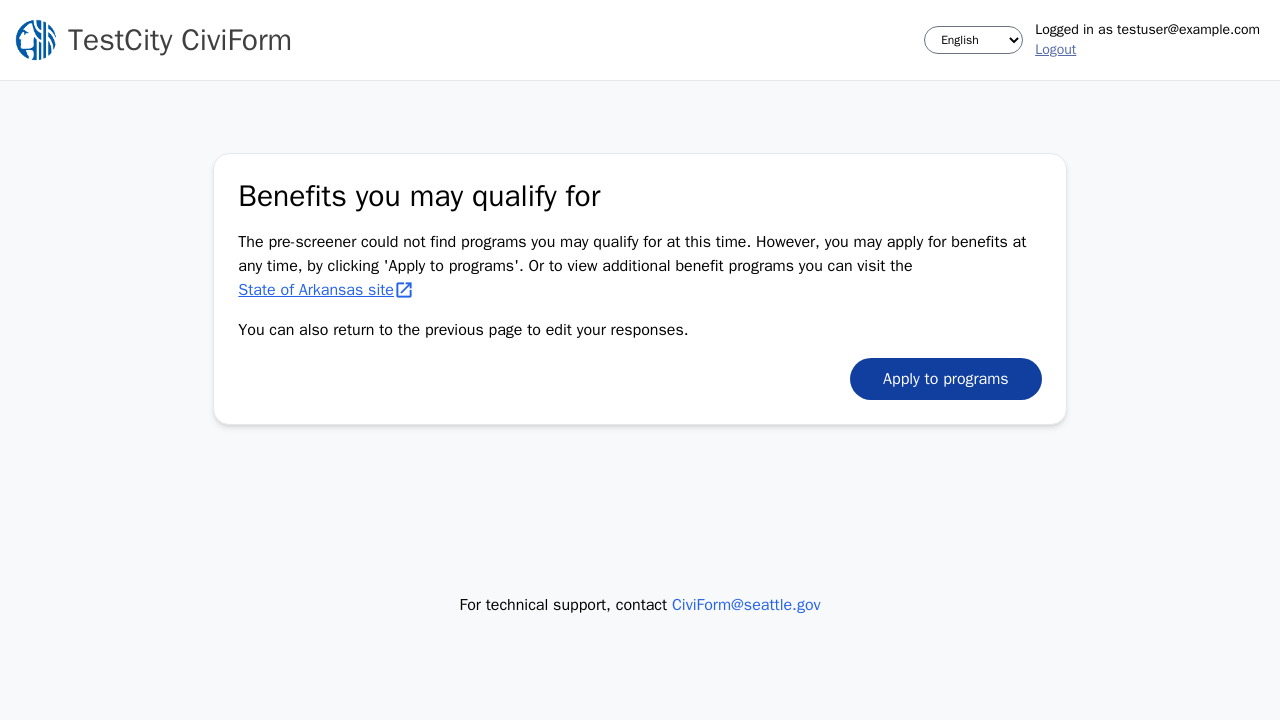 TestCity CiviForm
English
Logged in as testuser@example.com
Logout
Benefits you may qualify for
The pre-screener could not find programs you may qualify for at this time. However, you may apply for benefits at
any time, by clicking 'Apply to programs'. Or to view additional benefit programs you can visit the
State of Arkansas site
You can also return to the previous page to edit your responses.
Apply to programs
For technical support, contact CiviForm@seattle.gov